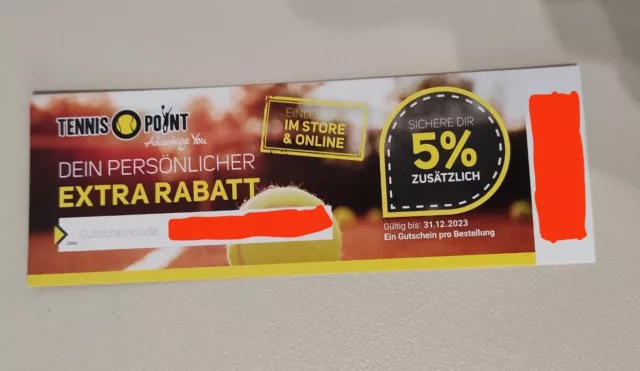 TENNIS POINT
Advantage You
DEIN PERSÖNLICHER
EXTRA RABATT
Gutscheincode:
IM STORE
& ONLINE
SICHERE DIR
5%
ZUSÄTZLICH
Gültig bis: 31.12.2023
Ein Gutschein pro Bestellung